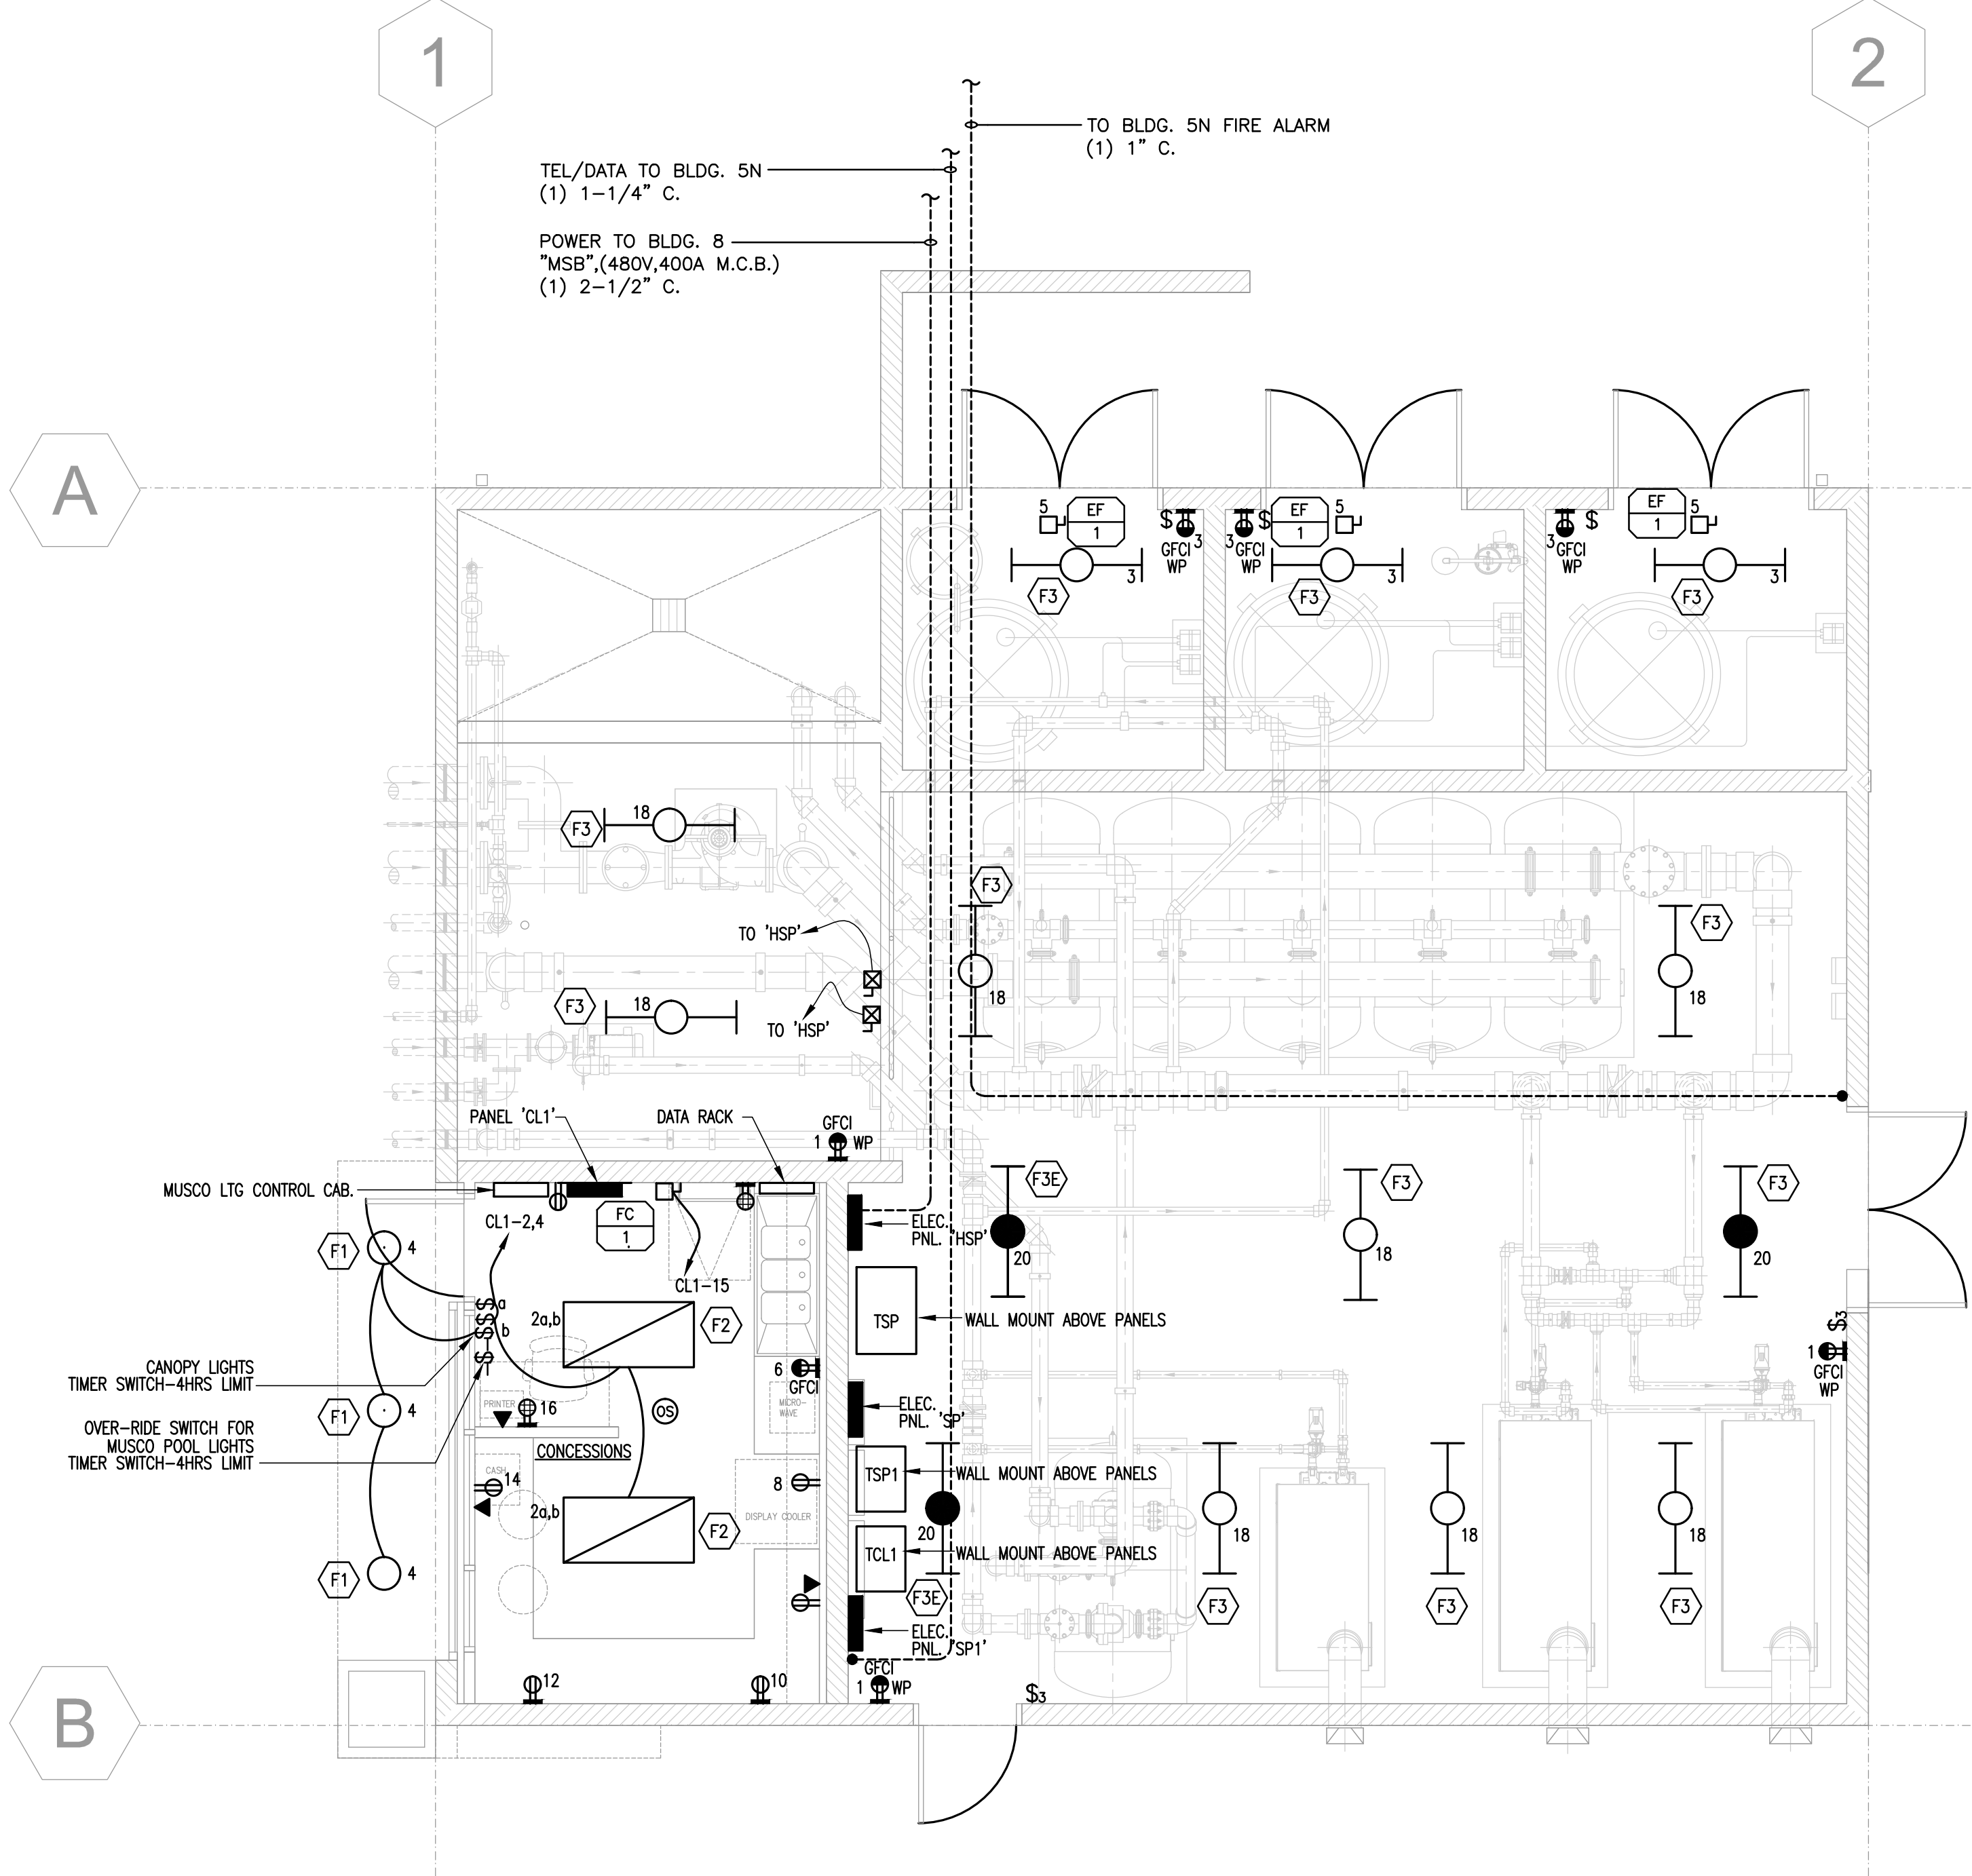 1
2
TO BLDG. 5N FIRE ALARM
(1) 1" C.
TEL/DATA TO BLDG. 5N
(1) 1-1/4" C.
POWER TO BLDG. 8
"MSB",(480V,400A M.C.B.)
(1) 2-1/2" C.
A
5
EF
1
$
3
GFCI
WP
3
F3
3
GFCI
WP
$
EF
1
5
3
F3
3
GFCI
WP
$
EF
1
5
3
F3
18
F3
F3
18
F3
18
TO 'HSP'
F3
18
TO 'HSP'
PANEL 'CL1'
DATA RACK
GFCI
1
WP
MUSCO LTG CONTROL CAB.
FC
1
CL1-2,4
CL1-15
ELEC.
PNL. 'HSP'
F3E
20
F3
18
F3
20
F1
4
$a
$
$b
$
2a,b
F2
TSP
WALL MOUNT ABOVE PANELS
$3
1
GFCI
WP
CANOPY LIGHTS
TIMER SWITCH-4HRS LIMIT
6
GFCI
MICRO-
WAVE
PRINTER
16
OS
F1
4
ELEC.
PNL. 'SP'
OVER-RIDE SWITCH FOR
MUSCO POOL LIGHTS
TIMER SWITCH-4HRS LIMIT
CONCESSIONS
CASH
14
8
TSP1
WALL MOUNT ABOVE PANELS
2a,b
F2
DISPLAY COOLER
20
18
18
18
TCL1
WALL MOUNT ABOVE PANELS
F1
4
F3E
F3
F3
F3
ELEC.
PNL. 'SP1'
12
10
GFCI
1
WP
$3
B